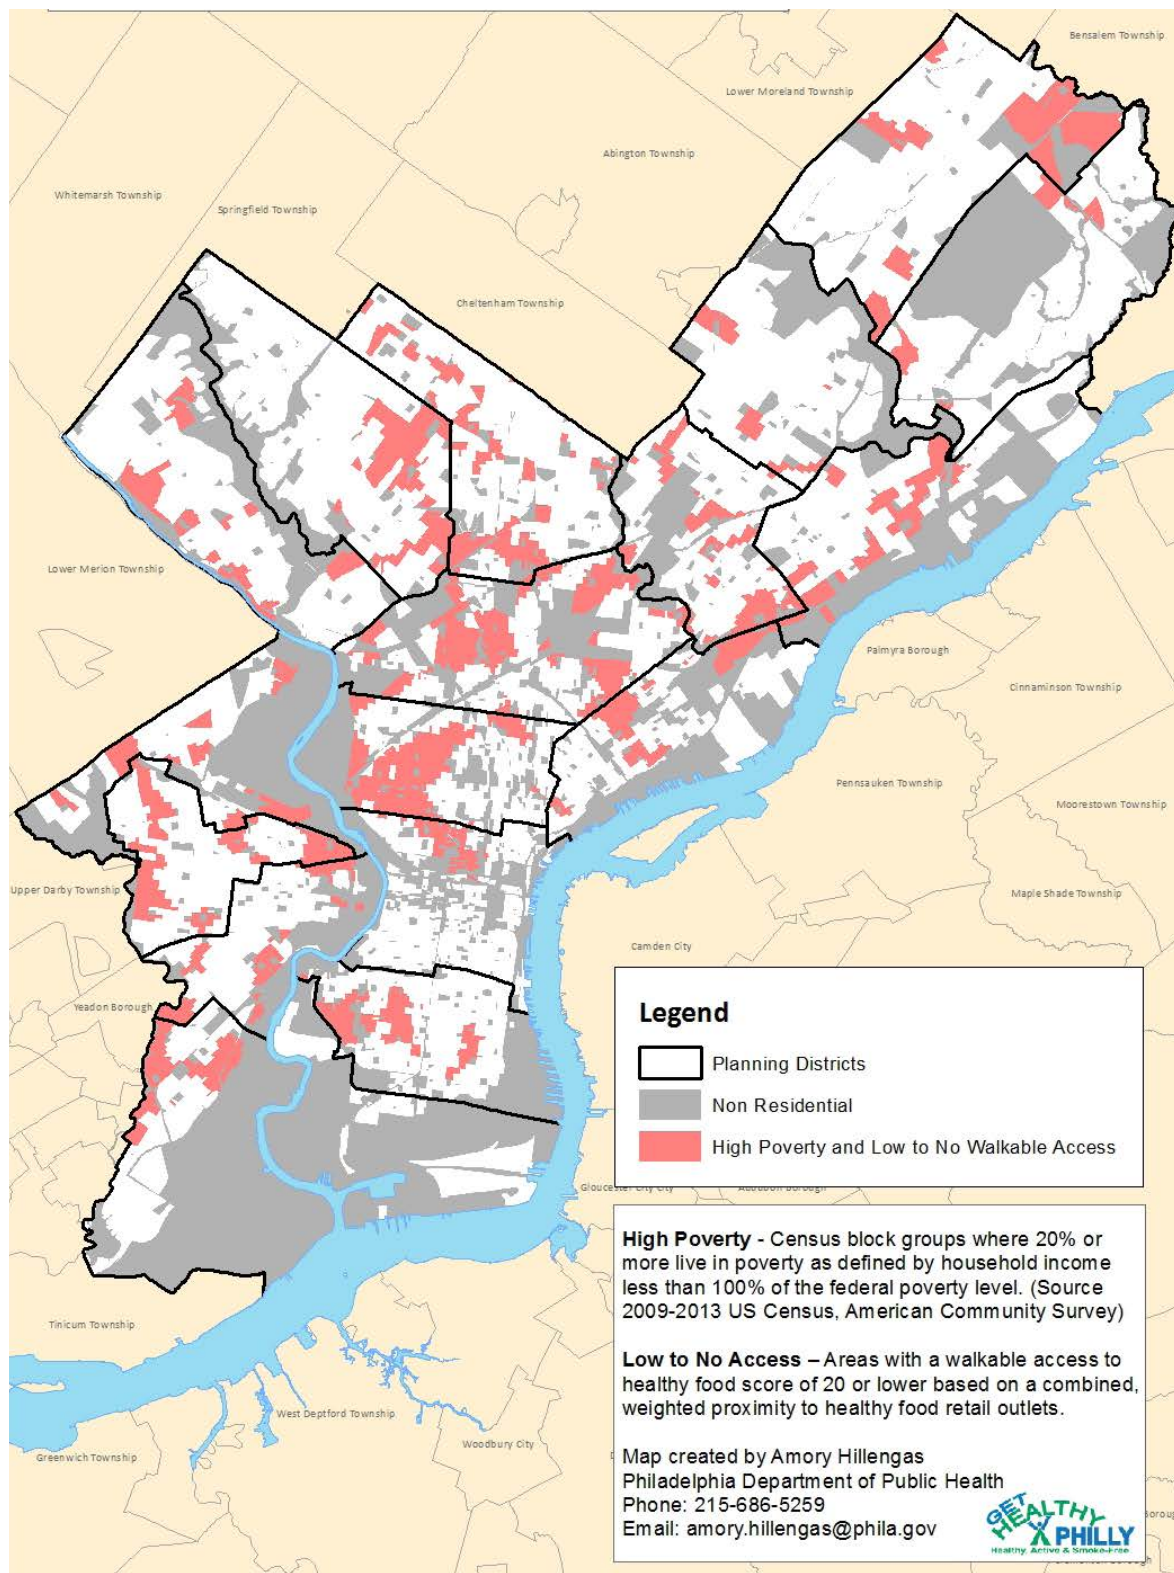 Bensalem Township
Lower Moreland Township
Abington Township
Whitemarsh Township
Springfield Township
Cheltenham Township
Lower Merion Township
Palmyra Borough
Cinnaminson Township
Pennsauken Township
Moorestown Township
Upper Darby Township
Maple Shade Township
Camden City
Yeadon Borough
Legend
Planning Districts
Non Residential
High Poverty and Low to No Walkable Access
Gloucester City City
High Poverty - Census block groups where 20% or
more live in poverty as defined by household income
less than 100% of the federal poverty level. (Source
2009-2013 US Census, American Community Survey)
Low to No Access – Areas with a walkable access to
healthy food score of 20 or lower based on a combined,
weighted proximity to healthy food retail outlets.
Tinicum Township
West Deptford Township
Woodbury City
Greenwich Township
Map created by Amory Hillengas
Philadelphia Department of Public Health
Phone: 215-686-5259
Email: amory.hillengas@phila.gov
GET
HEALTHY
PHILLY
Healthy, Active & Smoke-Free